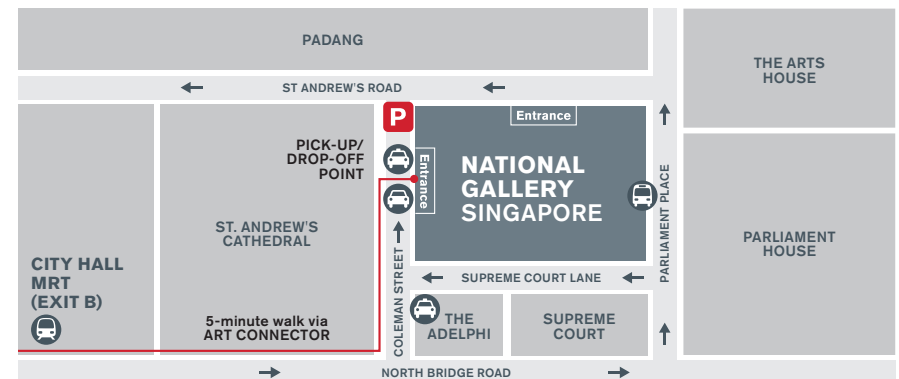 PADANG
THE ARTS
HOUSE
ST ANDREW'S ROAD
P
Entrance
PICK-UP/
DROP-OFF
POINT
Entrance
NATIONAL
GALLERY
SINGAPORE
PARLIAMENT PLACE
ST. ANDREW'S
CATHEDRAL
PARLIAMENT
HOUSE
CITY HALL
MRT
(EXIT B)
COLEMAN STREET
SUPREME COURT LANE
5-minute walk via
ART CONNECTOR
THE
ADELPHI
SUPREME
COURT
NORTH BRIDGE ROAD